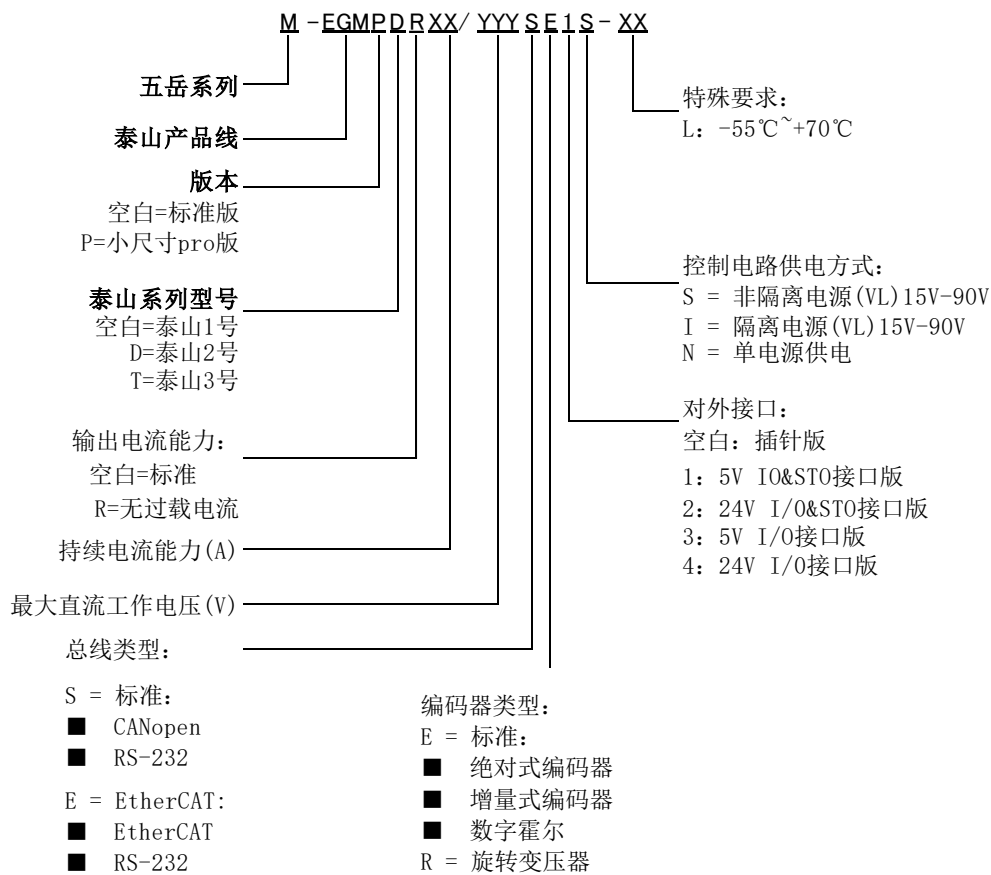 M-EGMPDRXX/YYYSE1S-XX
五岳系列
泰山产品线
版本
空白=标准版
P=小尺寸pro版
泰山系列型号
空白=泰山1号
D=泰山2号
T=泰山3号
输出电流能力：
空白=标准
R=无过载电流
持续电流能力(A)
最大直流工作电压(V)
总线类型：
S = 标准：
■ CANopen
■ RS-232
E = EtherCAT:
■ EtherCAT
■ RS-232
编码器类型：
E = 标准：
■ 绝对式编码器
■ 增量式编码器
■ 数字霍尔
R = 旋转变压器
特殊要求：
L：-55℃~+70℃
控制电路供电方式：
S = 非隔离电源(VL)15V-90V
I = 隔离电源(VL)15V-90V
N = 单电源供电
对外接口：
空白：插针版
1：5V IO&STO接口版
2：24V I/O&STO接口版
3：5V I/O接口版
4：24V I/O接口版